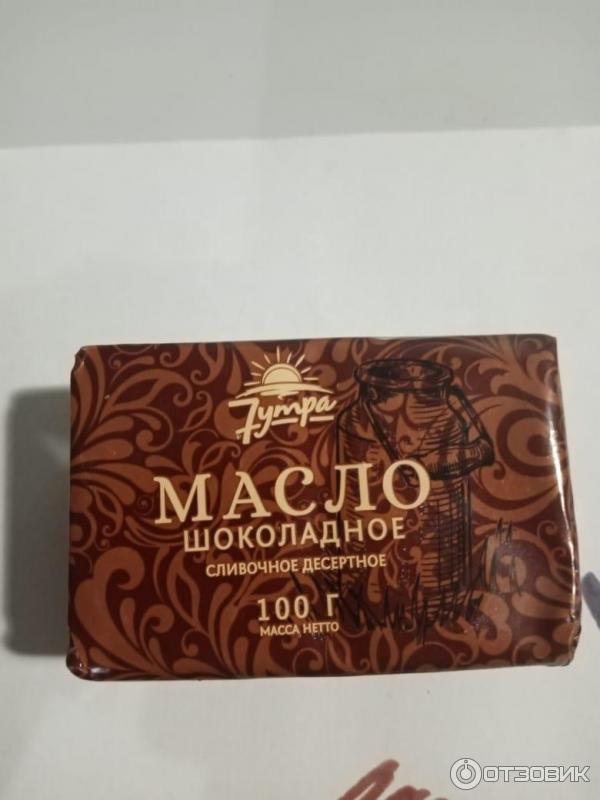 7утра
МАСЛО
ШОКОЛАДНОЕ
СЛИВОЧНОЕ ДЕСЕРТНОЕ
100 Г
МАССА НЕТТО
ОТЗОВИК